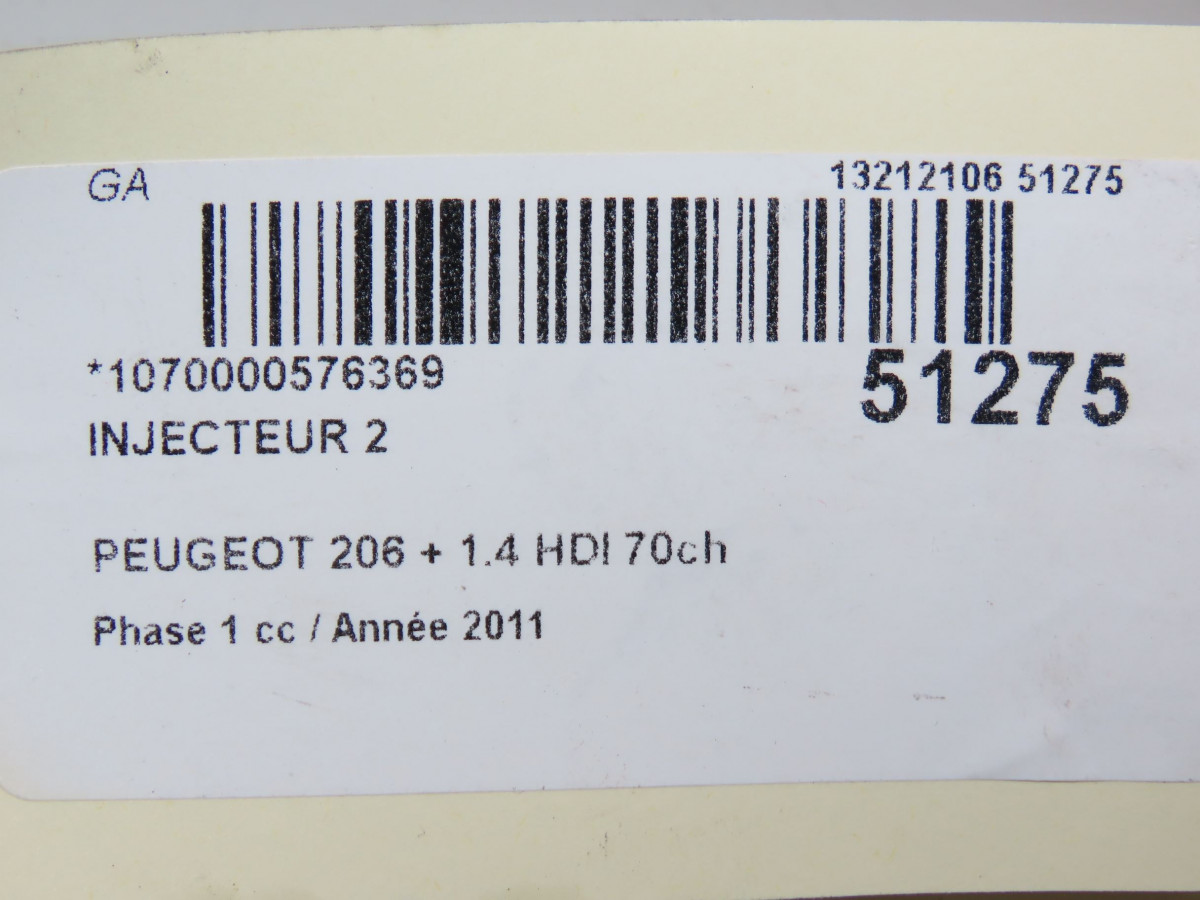 GA 13212106 51275
*1070000576369 51275
INJECTEUR 2
PEUGEOT 206 + 1.4 HDI 70ch
Phase 1 cc / Année 2011